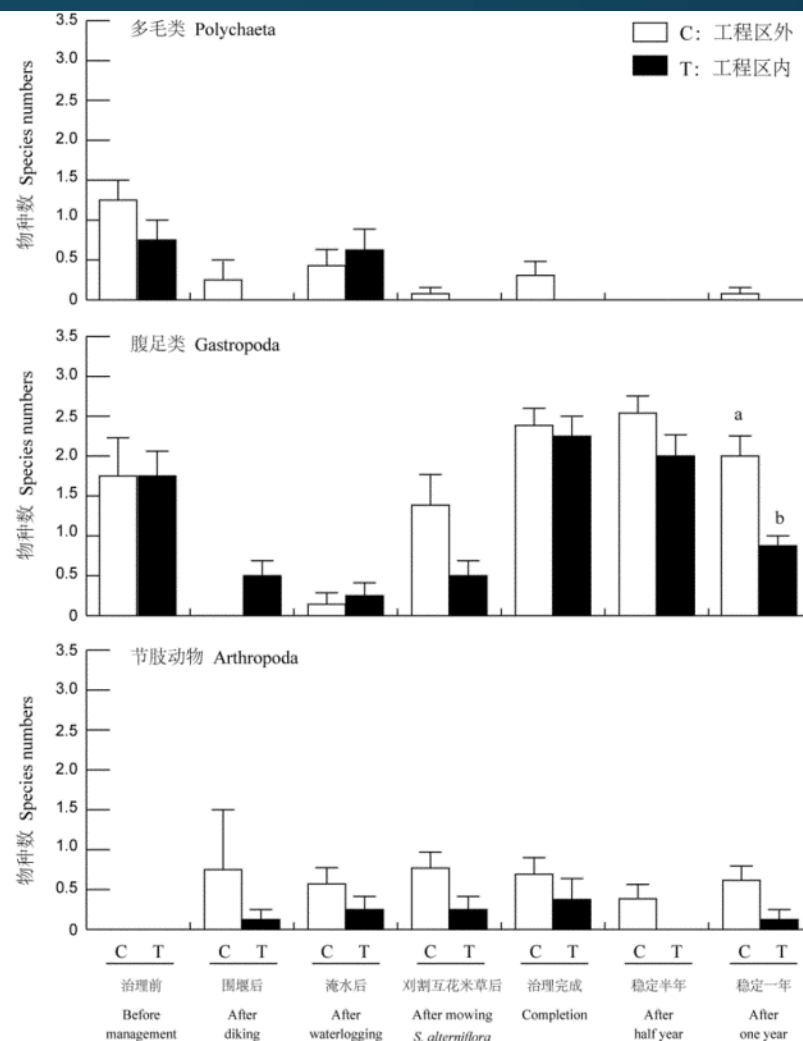 多毛类 Polychaeta
C: 工程区外
T: 工程区内
物种数 Species numbers
3.5
3.0
2.5
2.0
1.5
1.0
0.5
0
腹足类 Gastropoda
物种数 Species numbers
3.5
3.0
2.5
2.0
1.5
1.0
0.5
0
a
b
节肢动物 Arthropoda
物种数 Species numbers
3.5
3.0
2.5
2.0
1.5
1.0
0.5
0
C T C T C T C T C T C T C T
治理前 围堰后 淹水后 刈割互花米草后 治理完成 稳定半年 稳定一年
Before After After After mowing Completion After After
management diking waterlogging S. alterniflora half year one year